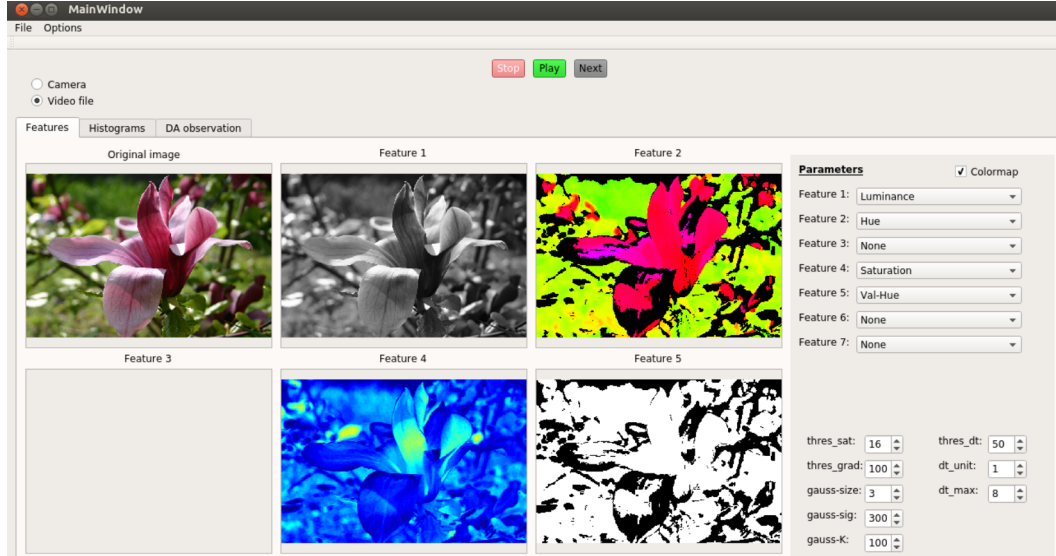 MainWindow
File Options
Stop Play Next
Camera
Video file
Features Histograms DA observation
Original image Feature 1 Feature 2
Parameters Colormap
Feature 1: Luminance
Feature 2: Hue
Feature 3: None
Feature 4: Saturation
Feature 5: Val-Hue
Feature 6: None
Feature 7: None
Feature 3 Feature 4 Feature 5
thres_sat: 16 thres_dt: 50
thres_grad: 100 dt_unit: 1
gauss-size: 3 dt_max: 8
gauss-sig: 300
gauss-K: 100